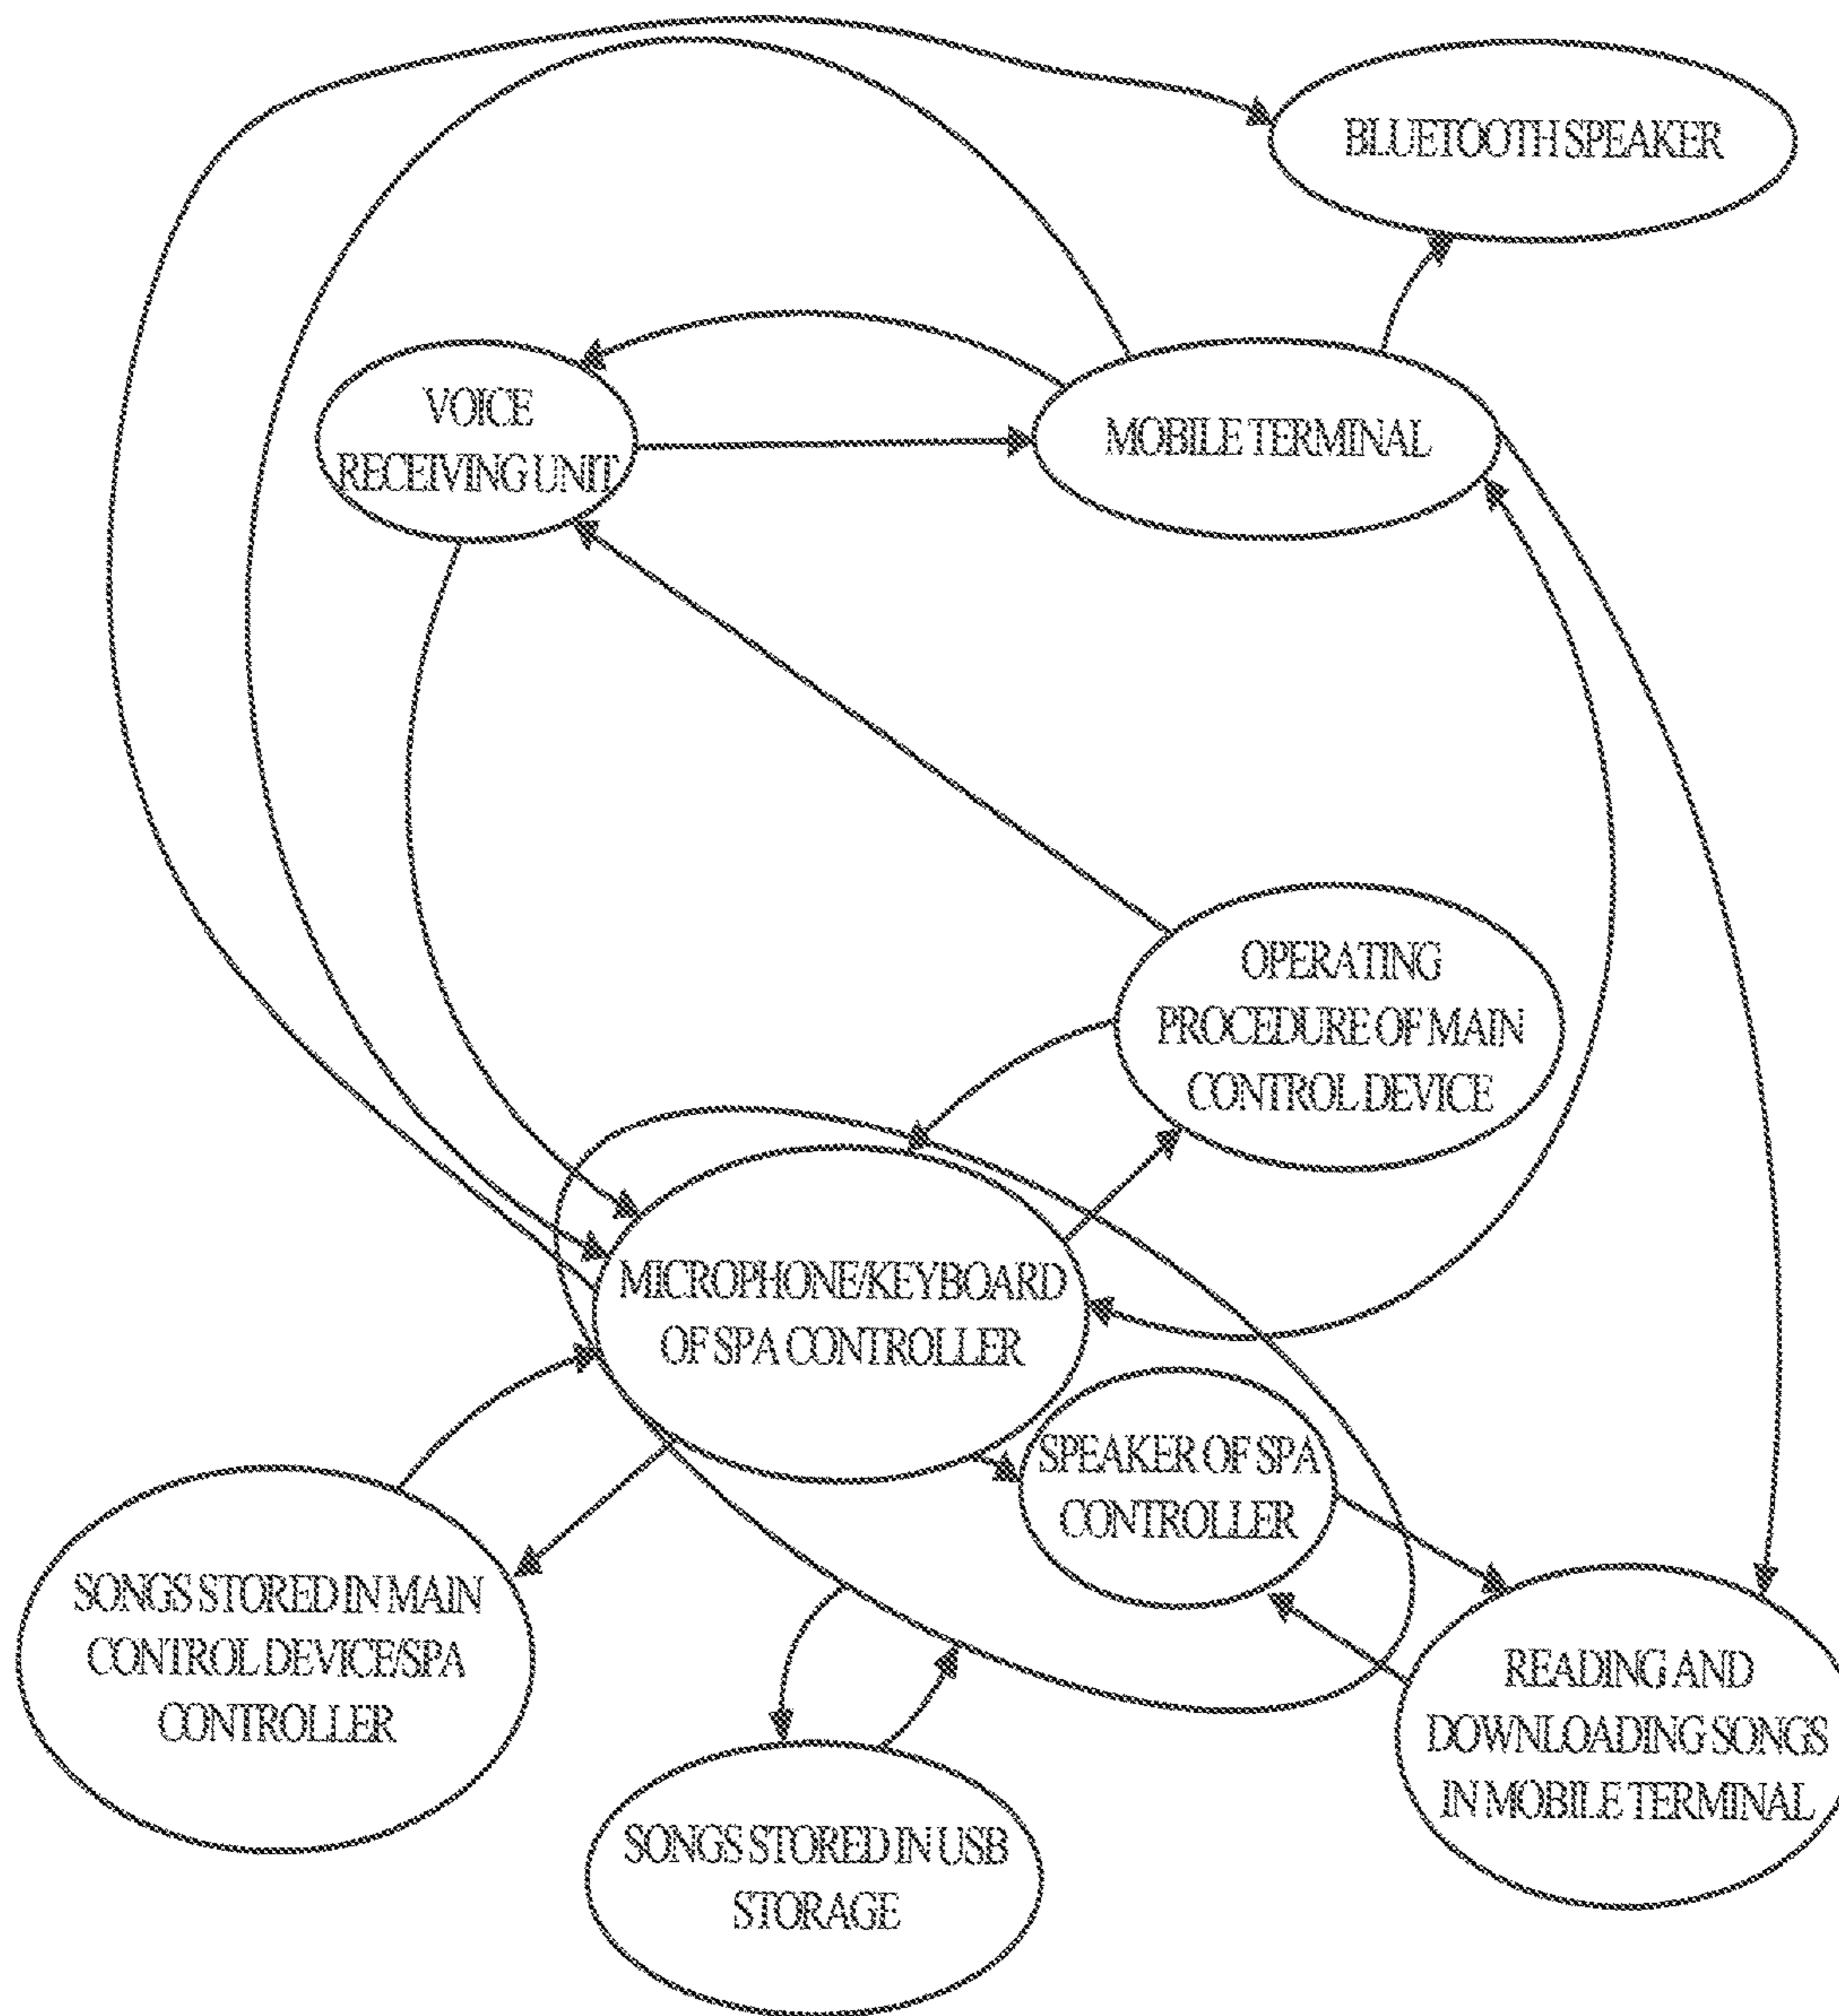 BLUETOOTH SPEAKER
VOICE
RECEIVING UNIT
MOBILE TERMINAL
OPERATING
PROCEDURE OF MAIN
CONTROL DEVICE
MICROPHONE/KEYBOARD
OF SPA CONTROLLER
SPEAKER OF SPA
CONTROLLER
SONGS STORED IN MAIN
CONTROL DEVICE/SPA
CONTROLLER
READING AND
DOWNLOADING SONGS
IN MOBILE TERMINAL
SONGS STORED IN USB
STORAGE